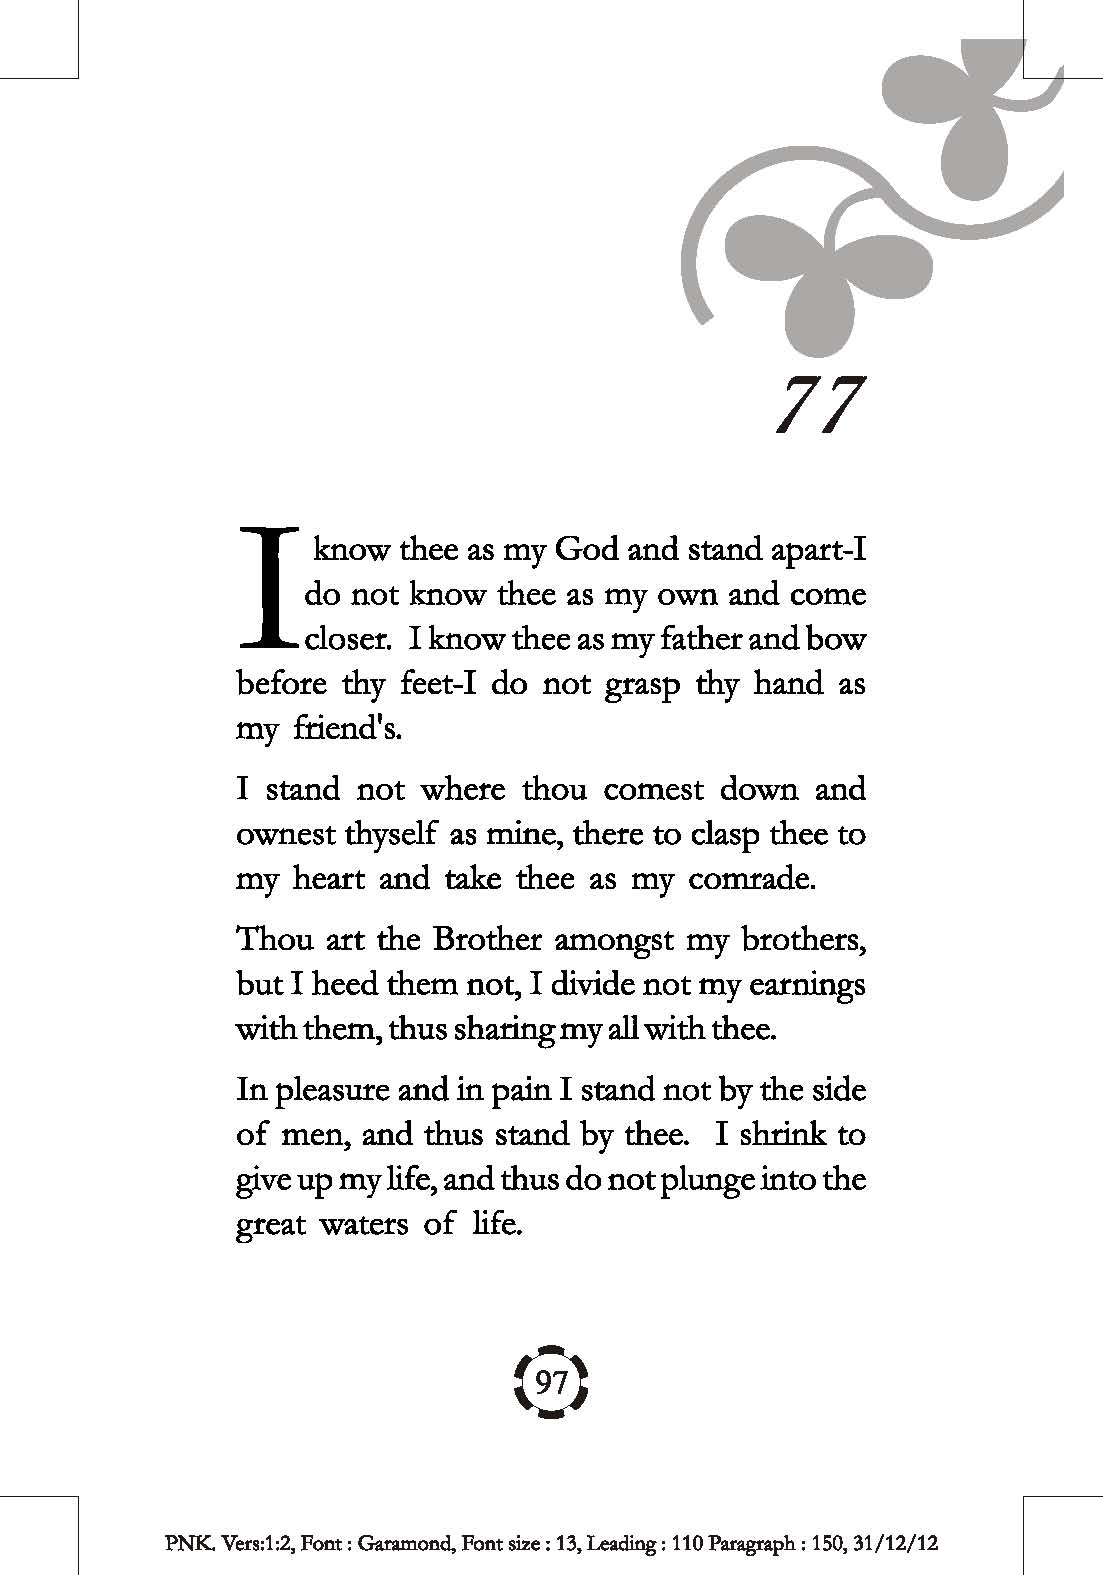 77
I know thee as my God and stand apart-I
do not know thee as my own and come
closer. I know thee as my father and bow
before thy feet-I do not grasp thy hand as
my friend's.
I stand not where thou comest down and
ownest thyself as mine, there to clasp thee to
my heart and take thee as my comrade.
Thou art the Brother amongst my brothers,
but I heed them not, I divide not my earnings
with them, thus sharing my all with thee.
In pleasure and in pain I stand not by the side
of men, and thus stand by thee. I shrink to
give up my life, and thus do not plunge into the
great waters of life.
97
PNK. Vers:1:2, Font : Garamond, Font size : 13, Leading : 110 Paragraph : 150, 31/12/12